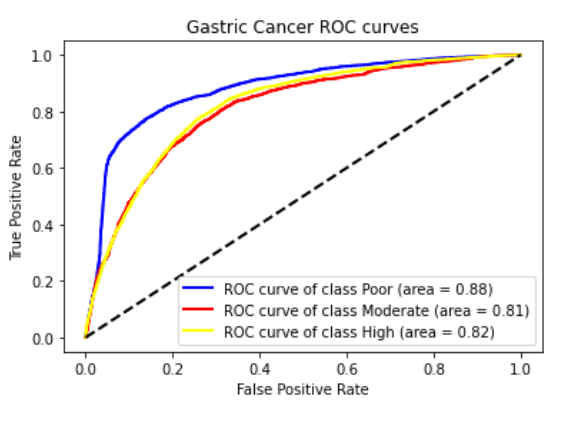 Gastric Cancer ROC curves
True Positive Rate
1.0
0.8
0.6
0.4
0.2
0.0
ROC curve of class Poor (area = 0.88)
ROC curve of class Moderate (area = 0.81)
ROC curve of class High (area = 0.82)
0.0 0.2 0.4 0.6 0.8 1.0
False Positive Rate